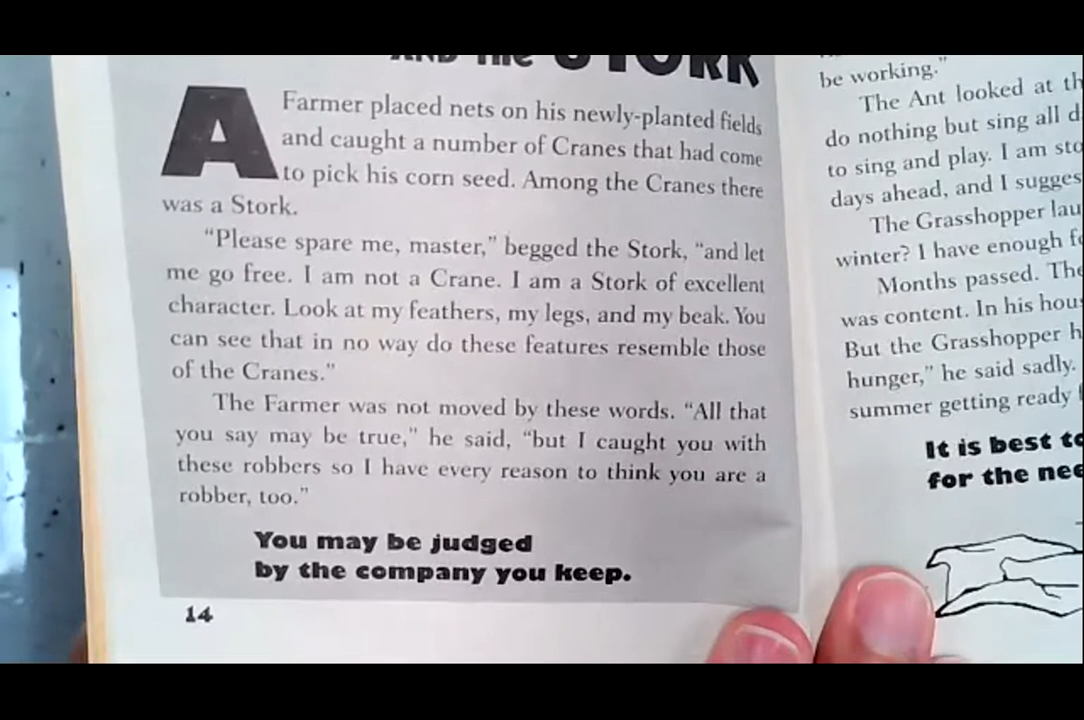 AND THE STORK
A Farmer placed nets on his newly-planted fields
and caught a number of Cranes that had come
to pick his corn seed. Among the Cranes there
was a Stork.
“Please spare me, master,” begged the Stork, “and let
me go free. I am not a Crane. I am a Stork of excellent
character. Look at my feathers, my legs, and my beak. You
can see that in no way do these features resemble those
of the Cranes.”
The Farmer was not moved by these words. “All that
you say may be true,” he said, “but I caught you with
these robbers so I have every reason to think you are a
robber, too.”
You may be judged
by the company you keep.
14
be working.”
The Ant looked at
do nothing but sing all
to sing and play. I am
days ahead, and I
The Grasshopper
winter? I have enough
Months passed.
was content. In his
But the Grasshopper
hunger,” he said sadly.
summer getting ready
It is best
for the